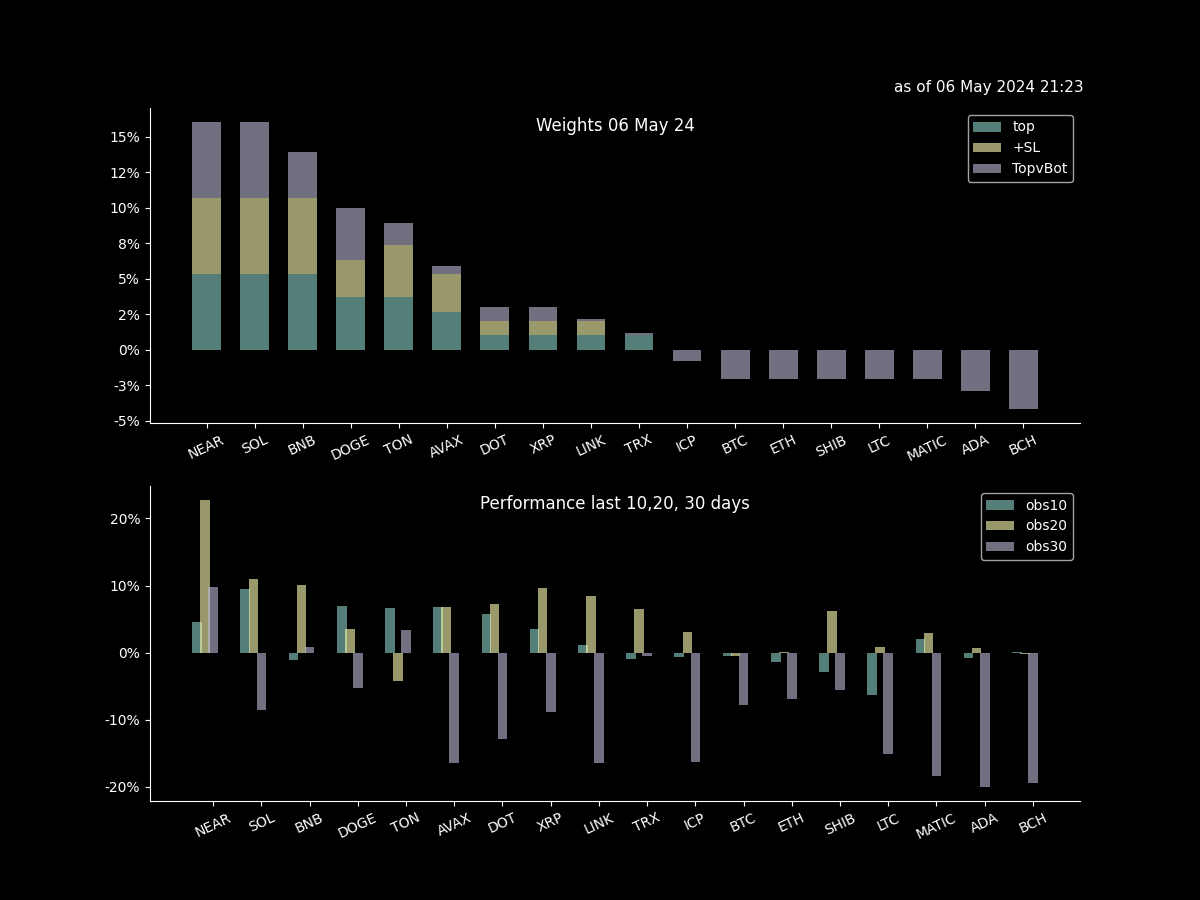 as of 06 May 2024 21:23
Weights 06 May 24
top
+SL
TopvBot
15%
12%
10%
8%
5%
2%
0%
-3%
-5%
NEAR SOL BNB DOGE TON AVAX DOT XRP LINK TRX ICP BTC ETH SHIB LTC MATIC ADA BCH
Performance last 10,20, 30 days
obs10
obs20
obs30
20%
10%
0%
-10%
-20%
NEAR SOL BNB DOGE TON AVAX DOT XRP LINK TRX ICP BTC ETH SHIB LTC MATIC ADA BCH